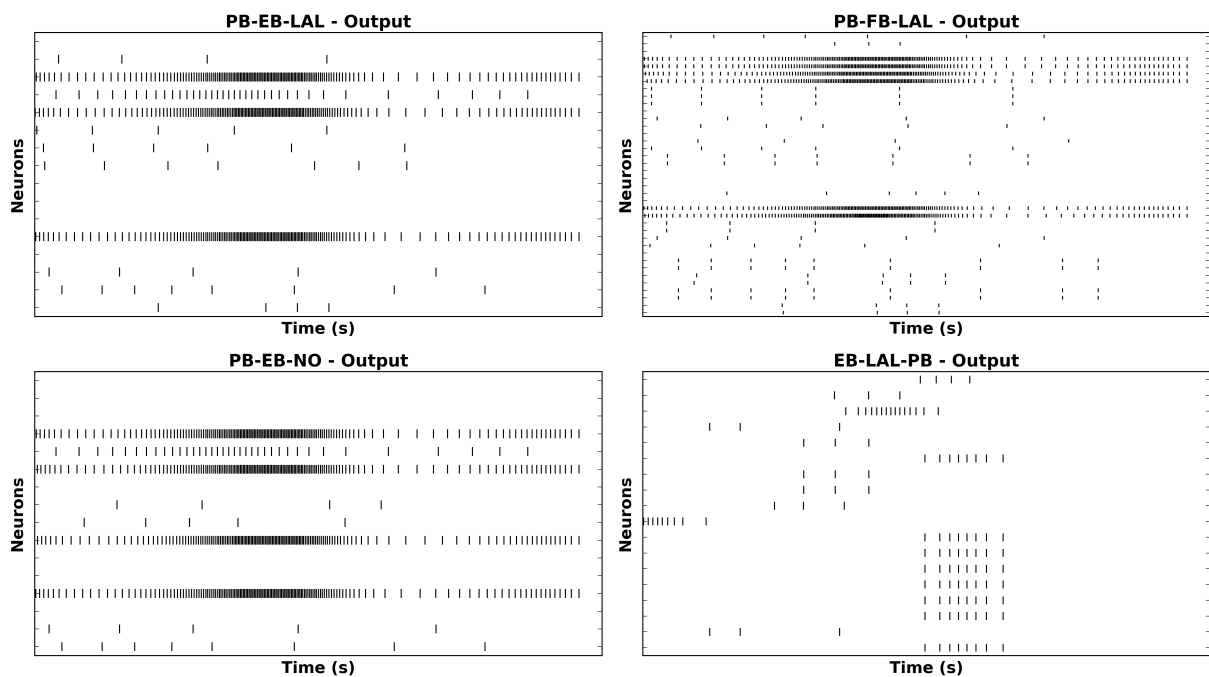 PB-EB-LAL - Output
Neurons
Time (s)
PB-FB-LAL - Output
Neurons
Time (s)
PB-EB-NO - Output
Neurons
Time (s)
EB-LAL-PB - Output
Neurons
Time (s)